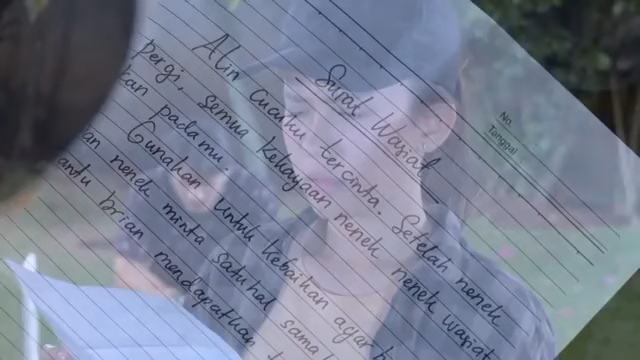 No.
Tanggal
Surat Wasiat
Alin cucuku tercinta. Setelah nenek
pergi, semua kekayaan nenek nenek wasiat
kan padamu.
Gunakan untuk kebaikan agar
an nenek minta satu hal sama
antu brian mendapatkan